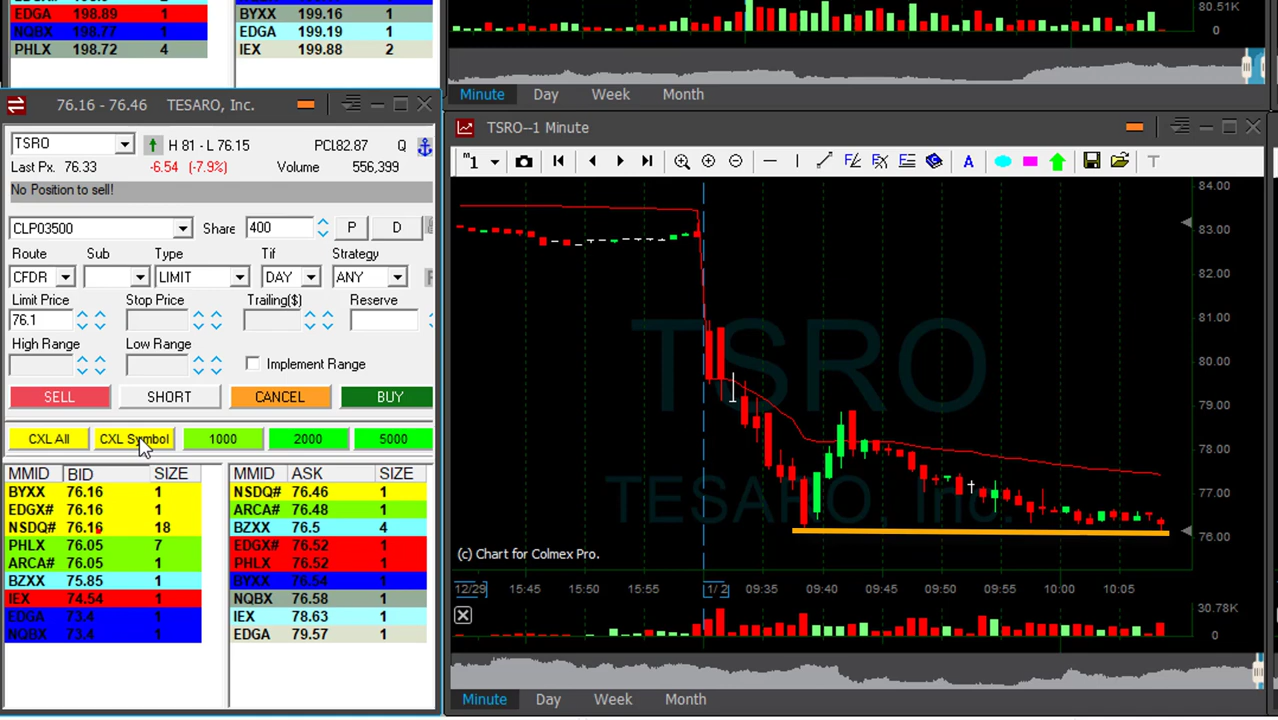 EDGA 199.19 1
EDGA 198.89 1
BYXX 199.16 1
NQBX 198.77 1
PHLX 198.72 4
IEX 199.88 2
80.51K
0
Minute Day Week Month
76.16 - 76.46 TESARO, Inc.
TSRO H 81 - L 76.15 PCL82.87 Q
Last Px. 76.33 -6.54 (-7.9%) Volume 556,399
No Position to sell!
CLP03500 Share 400 P D
Route Sub Type Tif Strategy
CFDR LIMIT DAY ANY
Limit Price Stop Price Trailing($) Reserve
76.1
High Range Low Range
Implement Range
SELL SHORT CANCEL BUY
CXL All CXL Symbol 1000 2000 5000
MMID BID SIZE
BYXX 76.16 1
EDGX# 76.16 1
NSDQ# 76.16 18
PHLX 76.05 7
ARCA# 76.05 1
BZXX 75.85 1
IEX 74.54 1
EDGA 73.4 1
NQBX 73.4 1
MMID ASK SIZE
NSDQ# 76.46 1
ARCA# 76.48 1
BZXX 76.5 4
EDGX# 76.52 1
PHLX 76.52 1
BYXX 76.54 1
NQBX 76.58 1
IEX 78.63 1
EDGA 79.57 1
TSRO--1 Minute
"1
A T
84.00
83.00
82.00
81.00
80.00
79.00
78.00
77.00
76.00
TSRO
TESARO, Inc.
(c) Chart for Colmex Pro.
12/29 15:45 15:50 15:55 1/ 2 09:35 09:40 09:45 09:50 09:55 10:00 10:05
30.78K
0
Minute Day Week Month